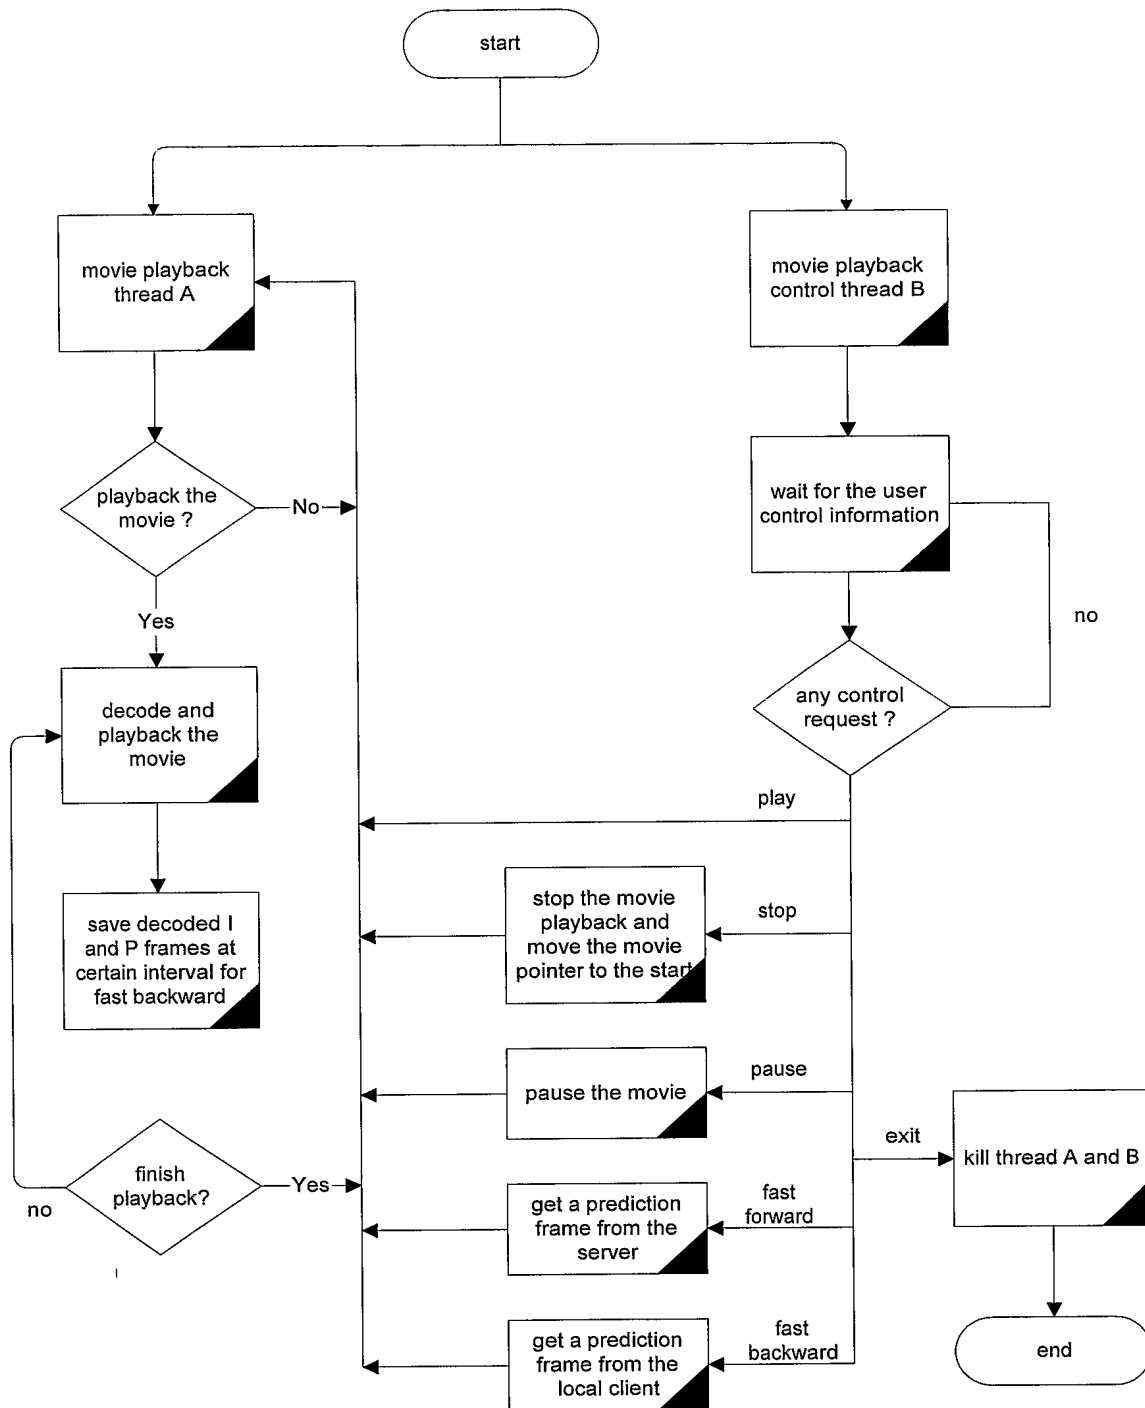 start
movie playback
thread A
movie playback
control thread B
playback the
movie ?
No
Yes
wait for the user
control information
no
any control
request ?
decode and
playback the
movie
play
save decoded I
and P frames at
certain interval for
fast backward
stop the movie
playback and
move the movie
pointer to the start
stop
pause the movie
pause
exit
kill thread A and B
finish
playback?
Yes
no
get a prediction
frame from the
server
fast
forward
get a prediction
frame from the
local client
fast
backward
end